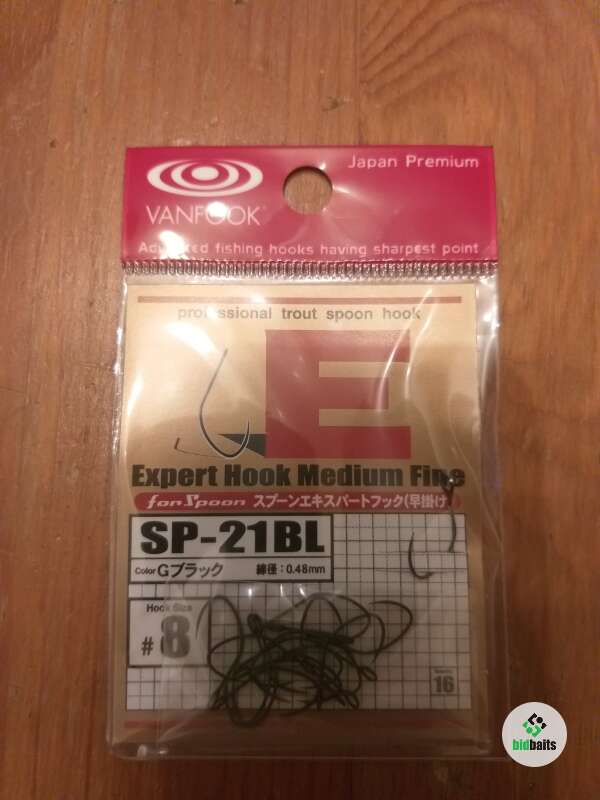 Japan Premium
VANFOOK
Advanced fishing hooks having sharpest point
professional trout spoon hook
E
Expert Hook Medium Fine
for Spoon スプーンエキスパートフック(早掛け
SP-21BL
Color Gブラック 線径:0.48mm
Hook Size
#8
16
bidbaits